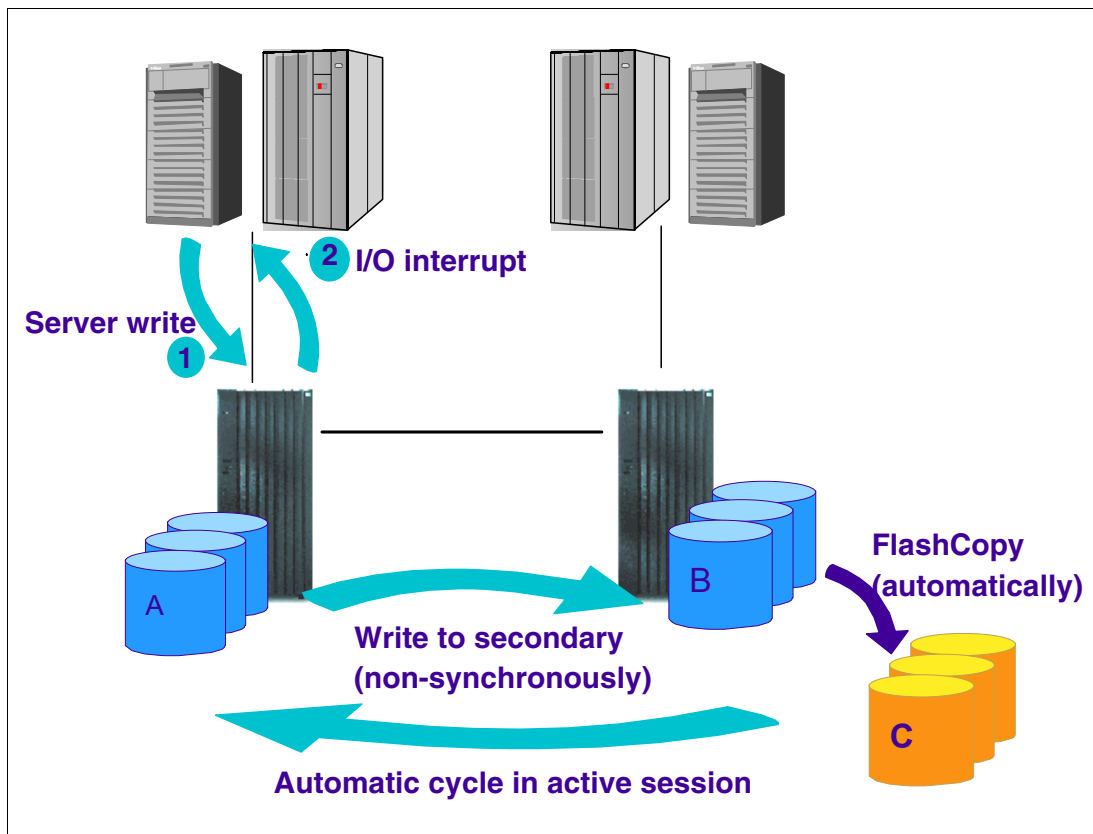 2 I/O interrupt
Server write
1
A
B
FlashCopy
(automatically)
Write to secondary
(non-synchronously)
C
Automatic cycle in active session